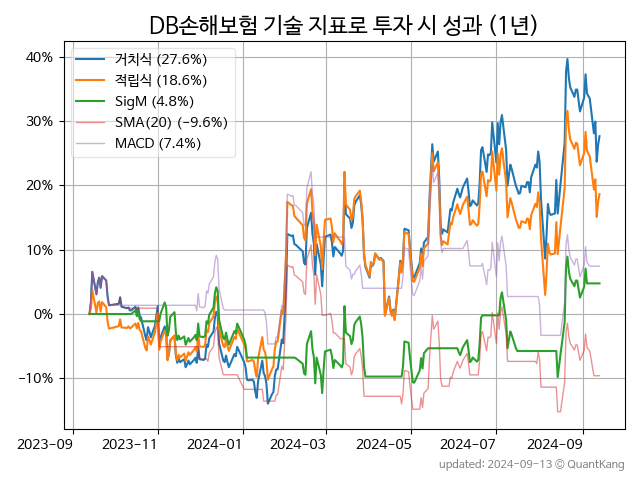 DB손해보험 기술 지표로 투자 시 성과 (1년)
거치식 (27.6%)
적립식 (18.6%)
SigM (4.8%)
SMA(20) (−9.6%)
MACD (7.4%)
40%
30%
20%
10%
0%
−10%
2023-09 2023-11 2024-01 2024-03 2024-05 2024-07 2024-09
updated: 2024-09-13 ⓒ QuantKang